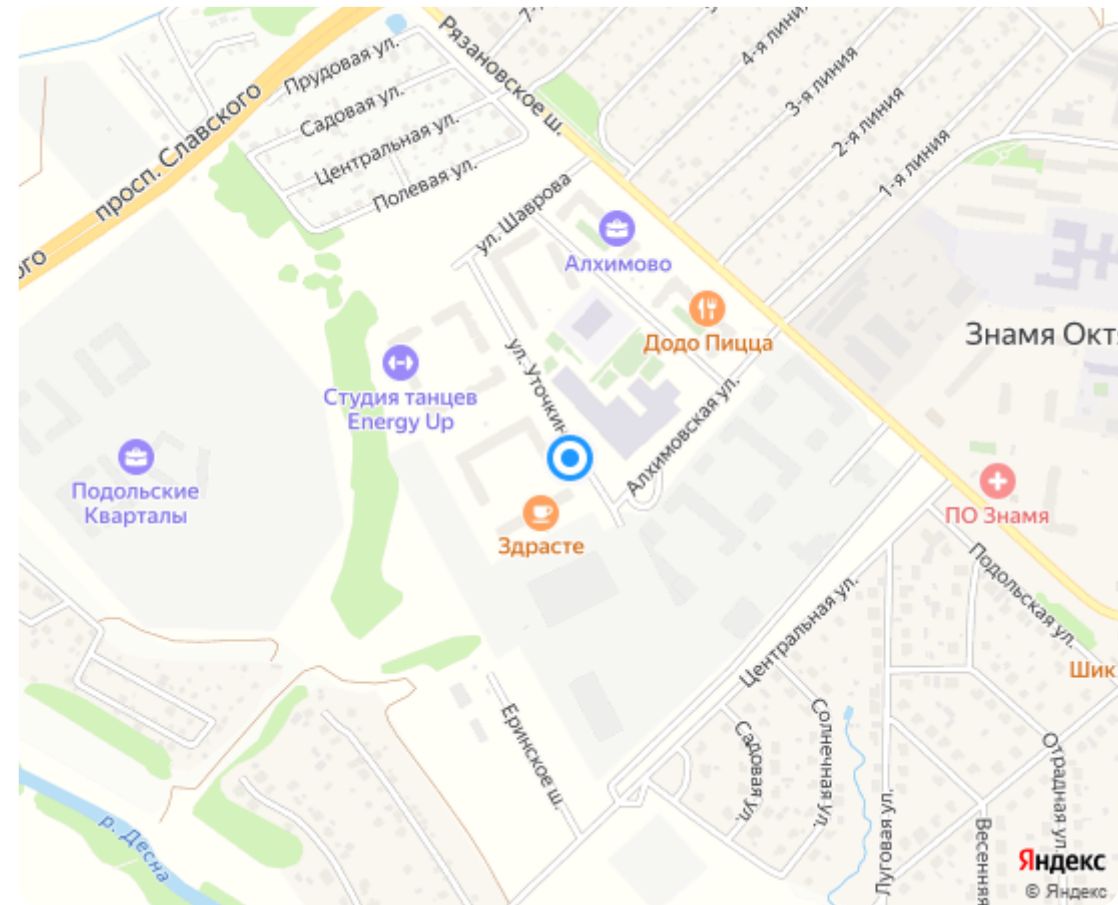 Прудовая ул.
Рязановское ш.
4-я линия
Садовая ул.
3-я линия
просп. Славского
Центральная ул.
2-я линия
Полевая ул.
1-я линия
ул. Шаврова
Алхимово
Додо Пицца
Знамя Окт
ул. Уточкин
Студия танцев
Energy Up
Алхимовская ул.
Подольские
Кварталы
ПО Знамя
Здрасте
Подольская ул.
Центральная ул.
Шик
Еринское ш.
Садовая ул.
Солнечная ул.
Отрадная ул.
Луговая ул.
Весенняя
р. Десна
Яндекс
© Яндекс